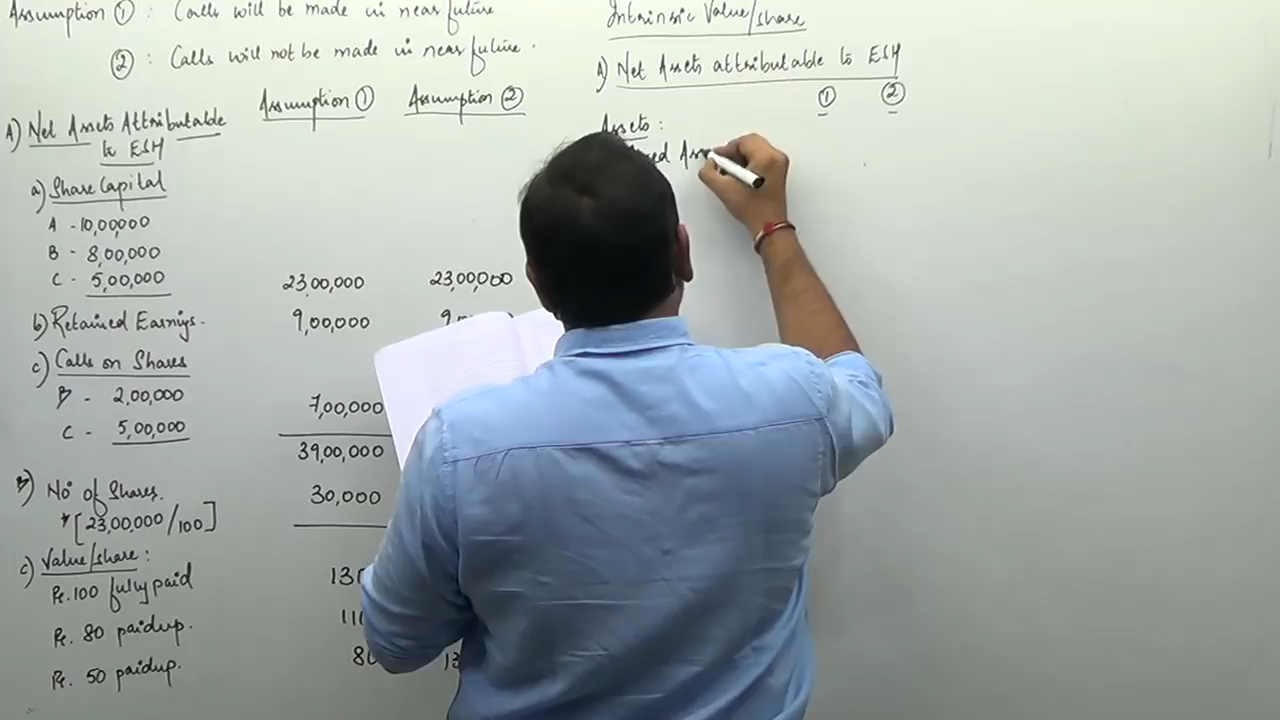 Assumption ① : Calls will be made in near future
② : Calls will not be made in near future.
Assumption ① Assumption ②
A) Net Assets Attributable
to ESH
a) Share Capital
A - 10,00,000
B - 8,00,000
C - 5,00,000 23,00,000 23,00,000
b) Retained Earnigs. 9,00,000
c) Calls on Shares
B - 2,00,000 7,00,000
C - 5,00,000
39,00,000
B) No of Shares. 30,000
* [23,00,000/100]
c) Value/share :
Pr. 100 fully paid
Pr. 80 paidup.
Pr. 50 paidup.
Intrinsic Value/share
A) Net Assets attributable to ESH
① ②
Assets :